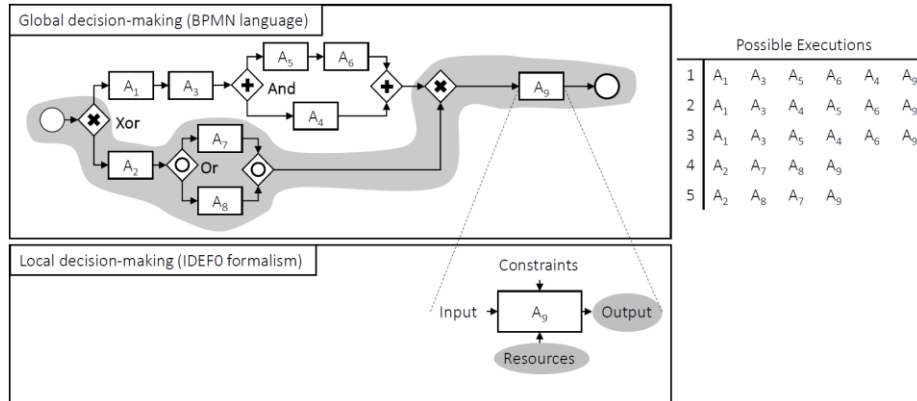 Global decision-making (BPMN language)
A5 A6
A1 A3 And
Xor A4
A7
A2 Or
A8
A9
Possible Executions
1 A1 A3 A5 A6 A4 A9
2 A1 A3 A4 A5 A6 A9
3 A1 A3 A5 A4 A6 A9
4 A2 A7 A8 A9
5 A2 A8 A7 A9
Local decision-making (IDEF0 formalism)
Constraints
Input A9 Output
Resources